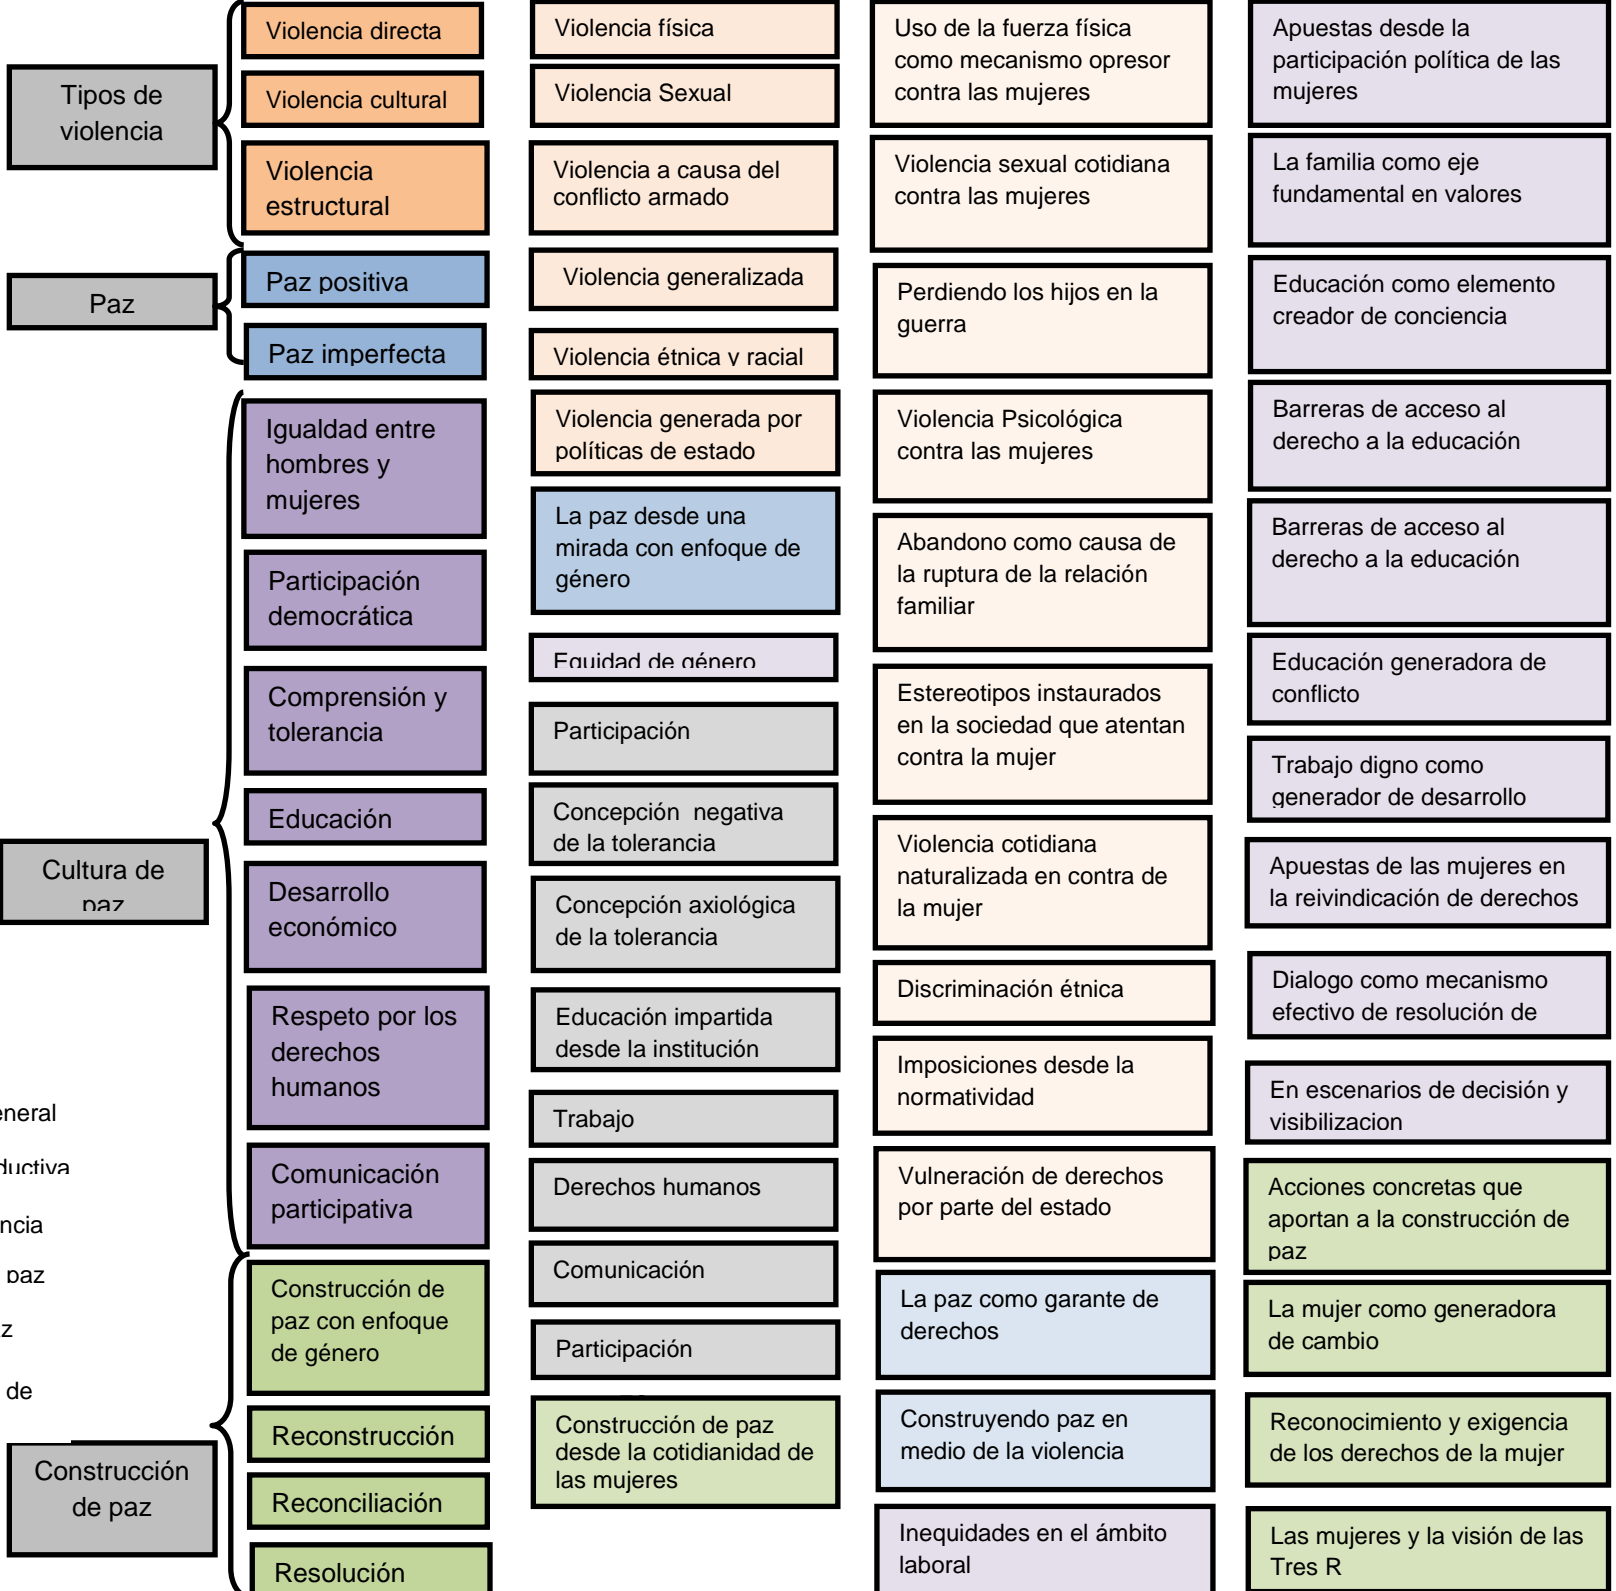 Tipos de
violencia
Paz
Cultura de
paz
eneral
ductiva
ncia
paz
z
de
Construcción
de paz
Violencia directa
Violencia cultural
Violencia
estructural
Paz positiva
Paz imperfecta
Igualdad entre
hombres y
mujeres
Participación
democrática
Comprensión y
tolerancia
Educación
Desarrollo
económico
Respeto por los
derechos
humanos
Comunicación
participativa
Construcción de
paz con enfoque
de género
Reconstrucción
Reconciliación
Resolución
Violencia física
Violencia Sexual
Violencia a causa del
conflicto armado
Violencia generalizada
Violencia étnica y racial
Violencia generada por
políticas de estado
La paz desde una
mirada con enfoque de
género
Equidad de género
Participación
Concepción negativa
de la tolerancia
Concepción axiológica
de la tolerancia
Educación impartida
desde la institución
Trabajo
Derechos humanos
Comunicación
Participación
Construcción de paz
desde la cotidianidad de
las mujeres
Uso de la fuerza física
como mecanismo opresor
contra las mujeres
Violencia sexual cotidiana
contra las mujeres
Perdiendo los hijos en la
guerra
Violencia Psicológica
contra las mujeres
Abandono como causa de
la ruptura de la relación
familiar
Estereotipos instaurados
en la sociedad que atentan
contra la mujer
Violencia cotidiana
naturalizada en contra de
la mujer
Discriminación étnica
Imposiciones desde la
normatividad
Vulneración de derechos
por parte del estado
La paz como garante de
derechos
Construyendo paz en
medio de la violencia
Inequidades en el ámbito
laboral
Apuestas desde la
participación política de las
mujeres
La familia como eje
fundamental en valores
Educación como elemento
creador de conciencia
Barreras de acceso al
derecho a la educación
Barreras de acceso al
derecho a la educación
Educación generadora de
conflicto
Trabajo digno como
generador de desarrollo
Apuestas de las mujeres en
la reivindicación de derechos
Dialogo como mecanismo
efectivo de resolución de
En escenarios de decisión y
visibilizacion
Acciones concretas que
aportan a la construcción de
paz
La mujer como generadora
de cambio
Reconocimiento y exigencia
de los derechos de la mujer
Las mujeres y la visión de las
Tres R